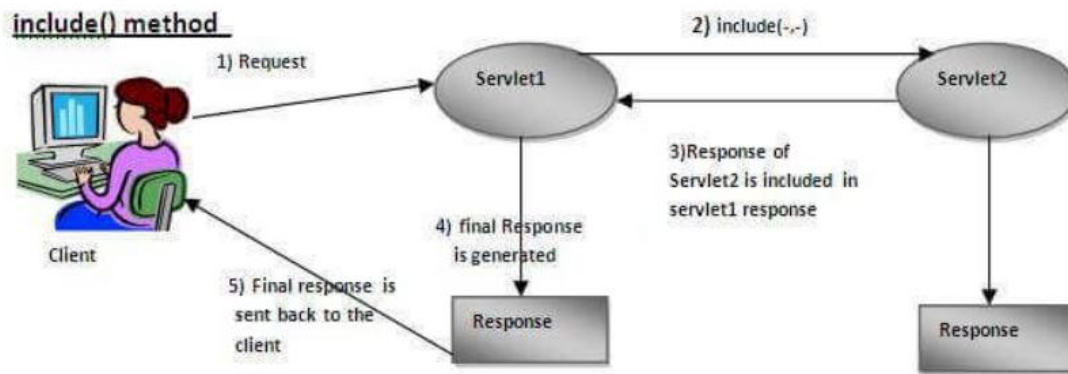 include() method
1) Request
2) include(-,-)
Servlet1
Servlet2
3)Response of
Servlet2 is included in
servlet1 response
4) final Response
is generated
Client
5) Final response is
sent back to the
client
Response
Response